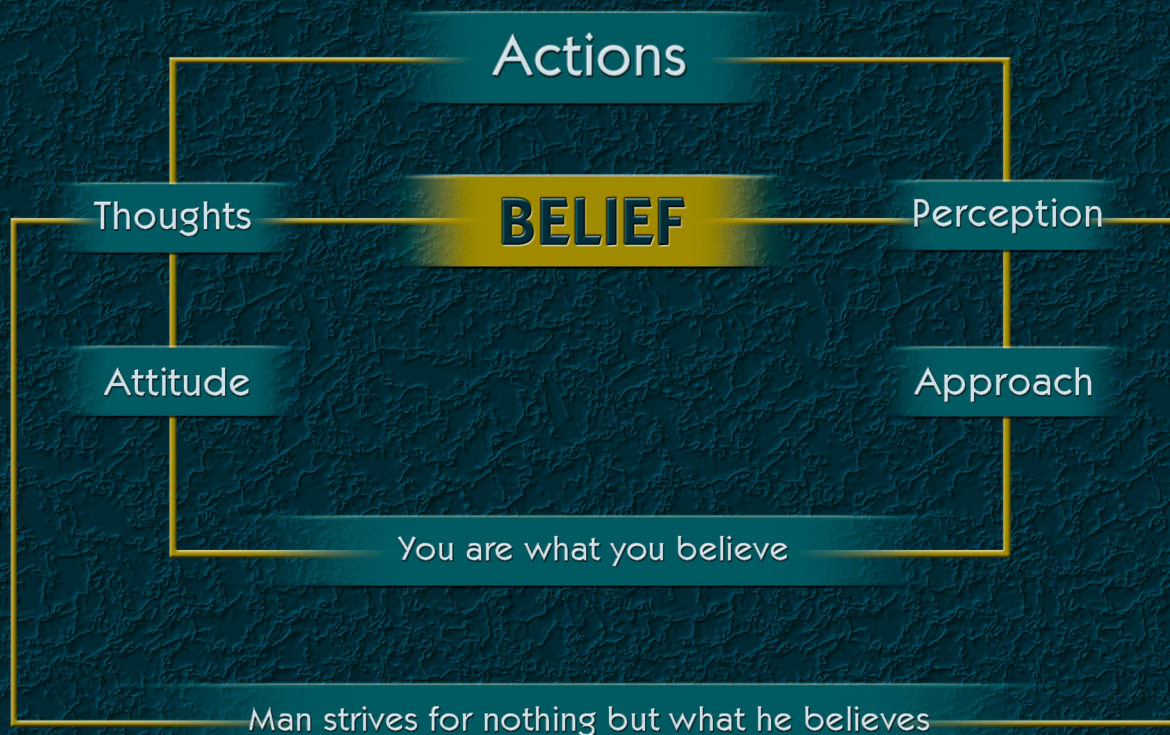 Actions
Thoughts
BELIEF
Perception
Attitude
Approach
You are what you believe
Man strives for nothing but what he believes